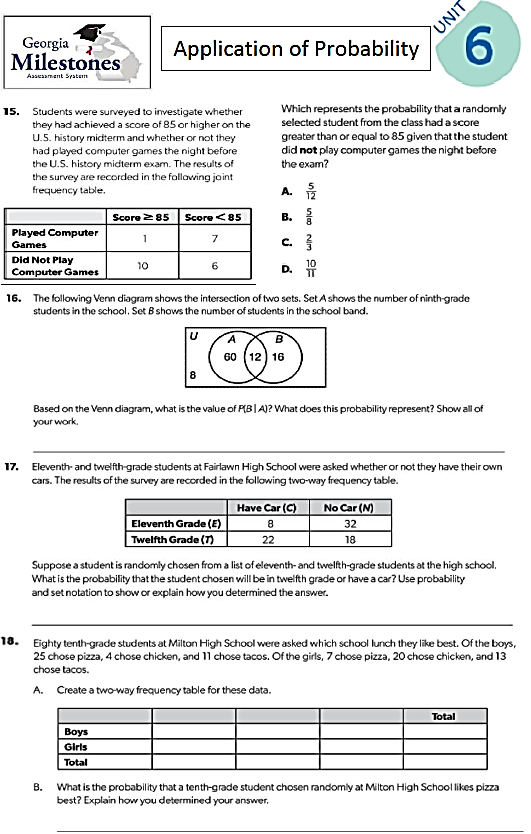 Georgia
Milestones
Assessment System
Application of Probability
UNIT
6
15. Students were surveyed to investigate whether
they had achieved a score of 85 or higher on the
U.S. history midterm and whether or not they
had played computer games the night before
the U.S. history midterm exam. The results of
the survey are recorded in the following joint
frequency table.
Score ≥ 85 Score < 85
Played Computer
Games 1 7
Did Not Play
Computer Games 10 6
Which represents the probability that a randomly
selected student from the class had a score
greater than or equal to 85 given that the student
did not play computer games the night before
the exam?
A. 5/12
B. 5/8
C. 2/3
D. 10/11
16. The following Venn diagram shows the intersection of two sets. Set A shows the number of ninth-grade
students in the school. Set B shows the number of students in the school band.
U
A B
60 12 16
8
Based on the Venn diagram, what is the value of P(B | A)? What does this probability represent? Show all of
your work.
17. Eleventh- and twelfth-grade students at Fairlawn High School were asked whether or not they have their own
cars. The results of the survey are recorded in the following two-way frequency table.
Have Car (C) No Car (N)
Eleventh Grade (E) 8 32
Twelfth Grade (T) 22 18
Suppose a student is randomly chosen from a list of eleventh- and twelfth-grade students at the high school.
What is the probability that the student chosen will be in twelfth grade or have a car? Use probability
and set notation to show or explain how you determined the answer.
18. Eighty tenth-grade students at Milton High School were asked which school lunch they like best. Of the boys,
25 chose pizza, 4 chose chicken, and 11 chose tacos. Of the girls, 7 chose pizza, 20 chose chicken, and 13
chose tacos.
A. Create a two-way frequency table for these data.
Total
Boys
Girls
Total
B. What is the probability that a tenth-grade student chosen randomly at Milton High School likes pizza
best? Explain how you determined your answer.